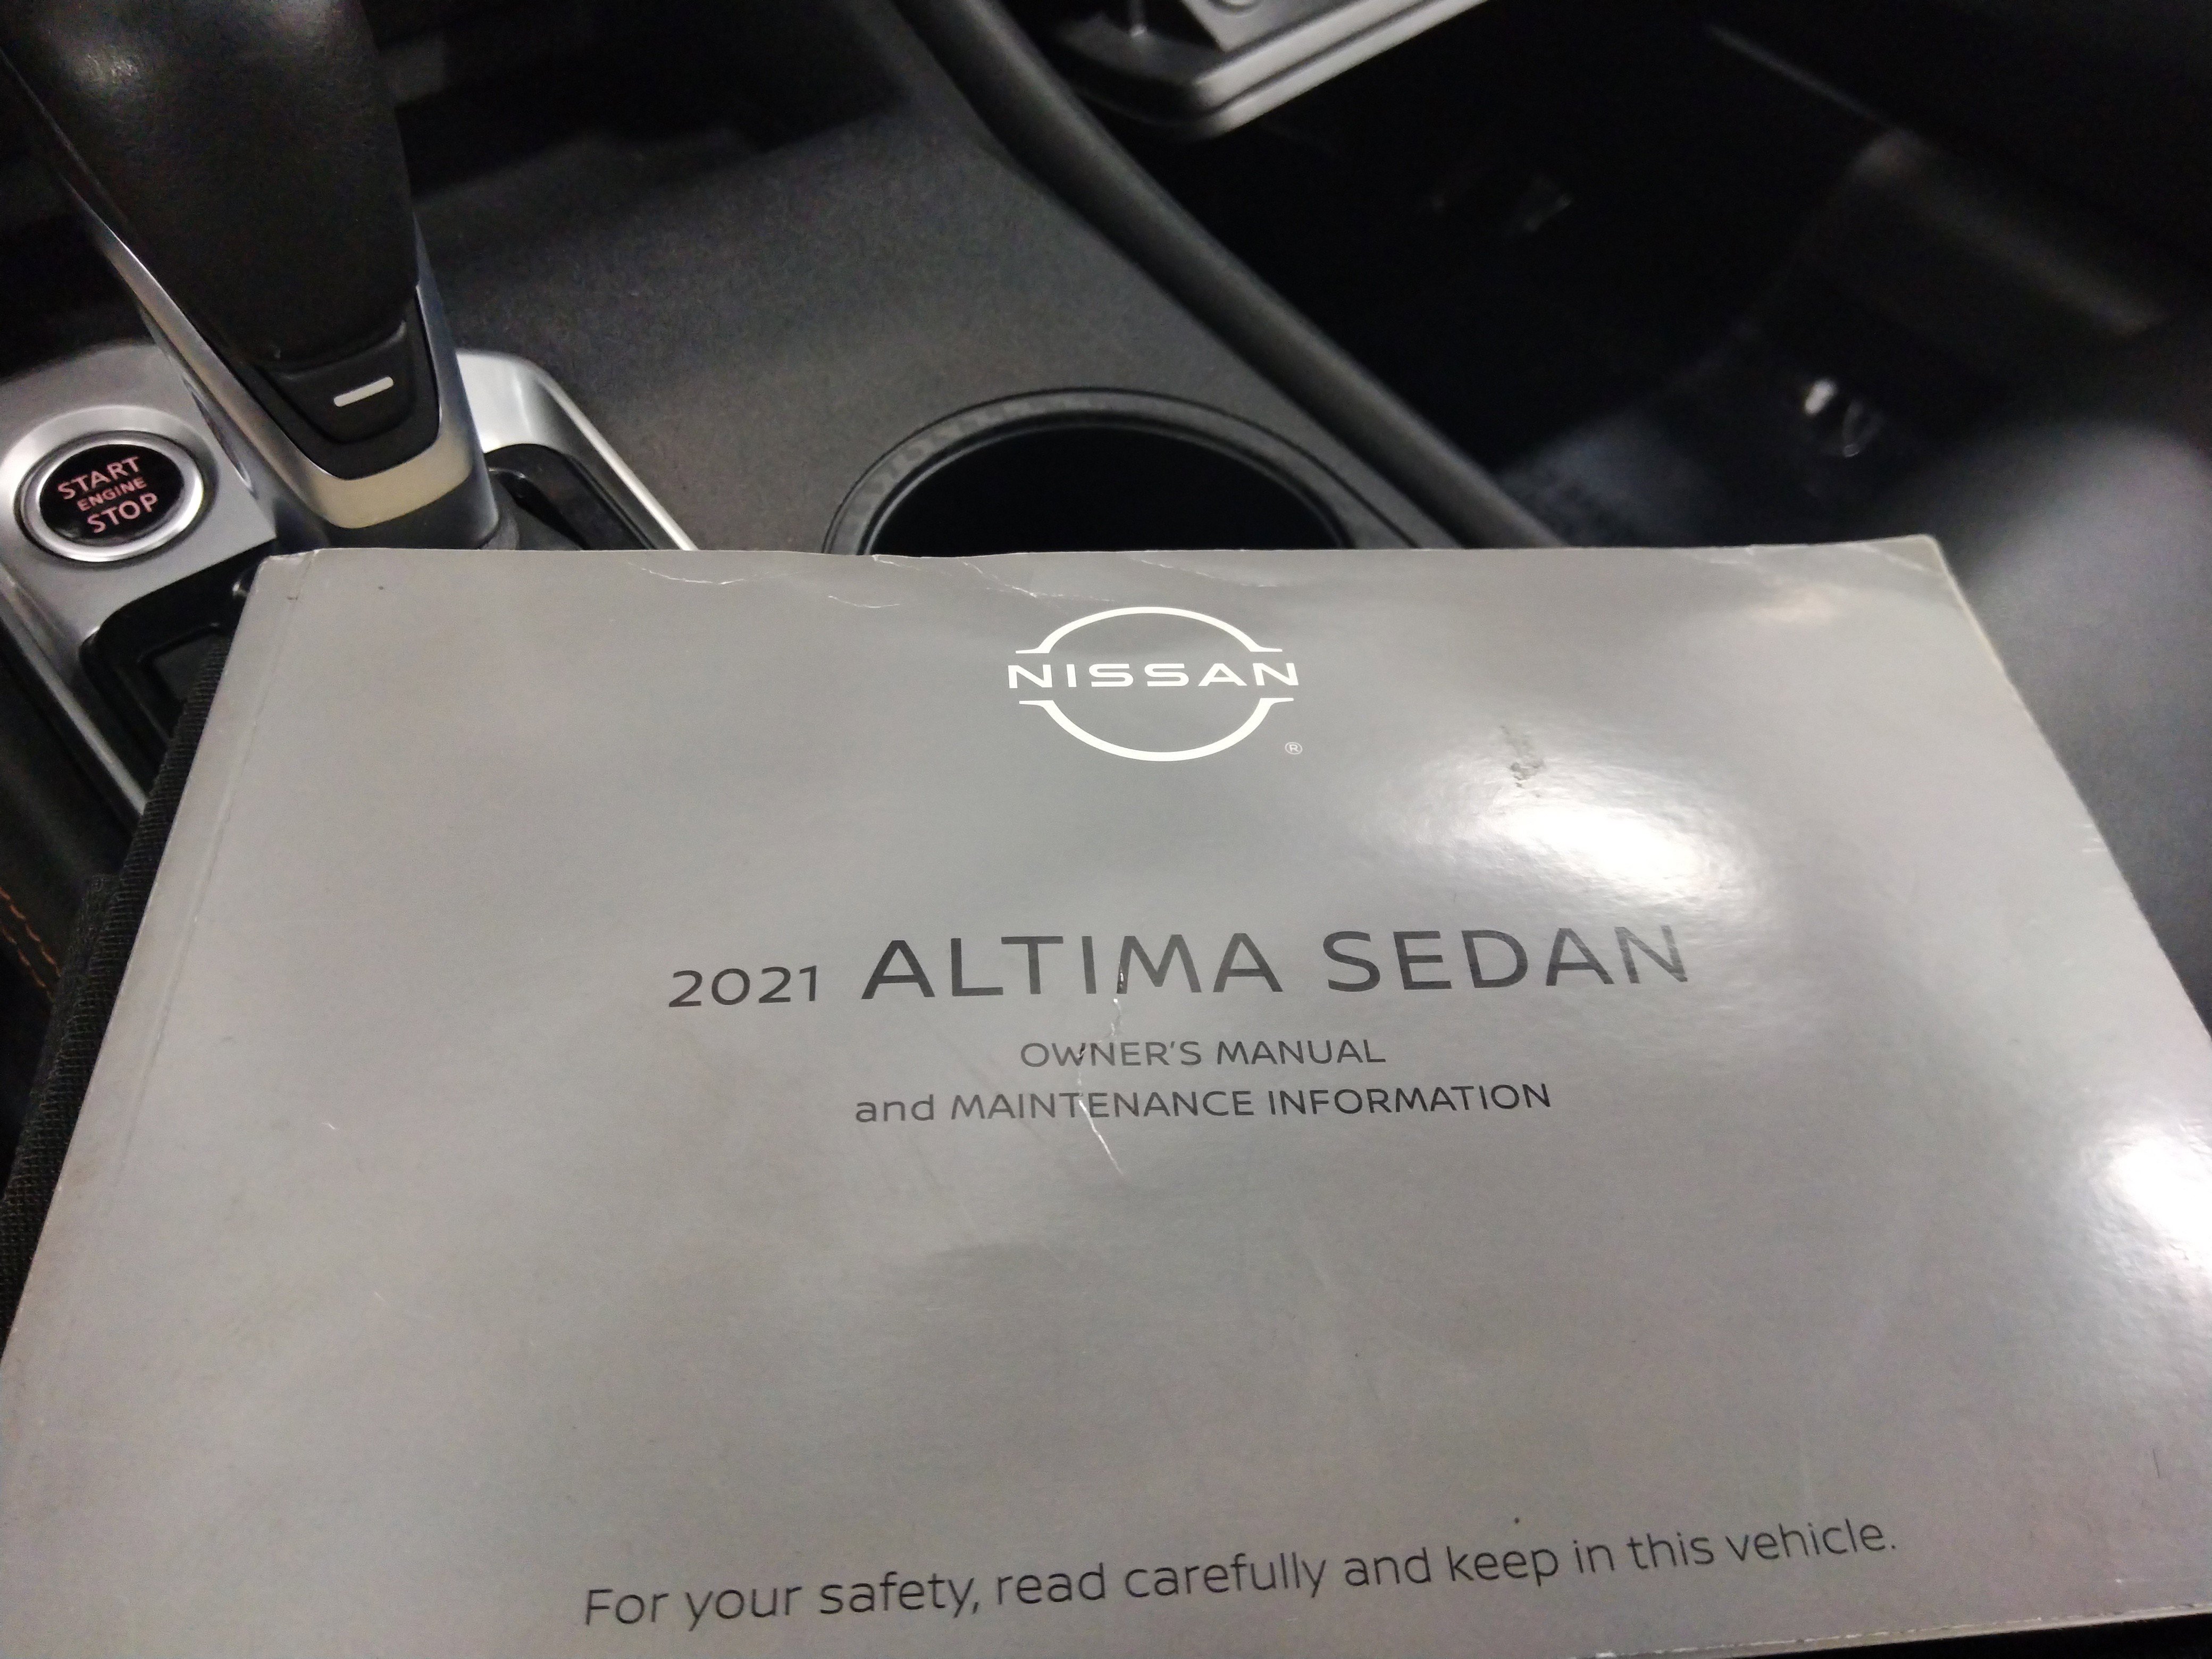 START
ENGINE
STOP
NISSAN
®
2021 ALTIMA SEDAN
OWNER'S MANUAL
and MAINTENANCE INFORMATION
For your safety, read carefully and keep in this vehicle.